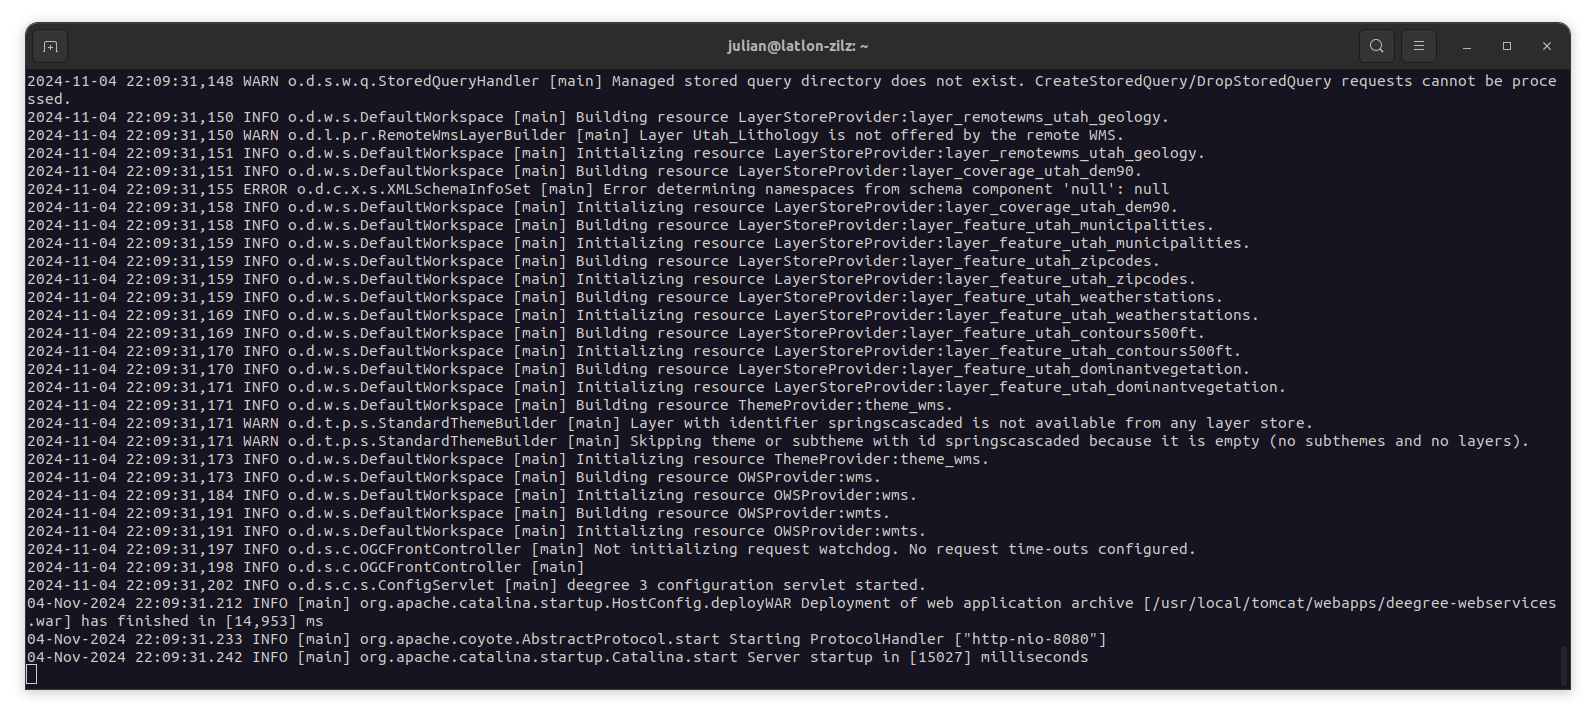 julian@latlon-zilz: ~
2024-11-04 22:09:31,148 WARN o.d.s.w.q.StoredQueryHandler [main] Managed stored query directory does not exist. CreateStoredQuery/DropStoredQuery requests cannot be proce
ssed.
2024-11-04 22:09:31,150 INFO o.d.w.s.DefaultWorkspace [main] Building resource LayerStoreProvider:layer_remotewms_utah_geology.
2024-11-04 22:09:31,150 WARN o.d.l.p.r.RemoteWmsLayerBuilder [main] Layer Utah_Lithology is not offered by the remote WMS.
2024-11-04 22:09:31,151 INFO o.d.w.s.DefaultWorkspace [main] Initializing resource LayerStoreProvider:layer_remotewms_utah_geology.
2024-11-04 22:09:31,151 INFO o.d.w.s.DefaultWorkspace [main] Building resource LayerStoreProvider:layer_coverage_utah_dem90.
2024-11-04 22:09:31,155 ERROR o.d.c.x.s.XMLSchemaInfoSet [main] Error determining namespaces from schema component 'null': null
2024-11-04 22:09:31,158 INFO o.d.w.s.DefaultWorkspace [main] Initializing resource LayerStoreProvider:layer_coverage_utah_dem90.
2024-11-04 22:09:31,158 INFO o.d.w.s.DefaultWorkspace [main] Building resource LayerStoreProvider:layer_feature_utah_municipalities.
2024-11-04 22:09:31,159 INFO o.d.w.s.DefaultWorkspace [main] Initializing resource LayerStoreProvider:layer_feature_utah_municipalities.
2024-11-04 22:09:31,159 INFO o.d.w.s.DefaultWorkspace [main] Building resource LayerStoreProvider:layer_feature_utah_zipcodes.
2024-11-04 22:09:31,159 INFO o.d.w.s.DefaultWorkspace [main] Initializing resource LayerStoreProvider:layer_feature_utah_zipcodes.
2024-11-04 22:09:31,159 INFO o.d.w.s.DefaultWorkspace [main] Building resource LayerStoreProvider:layer_feature_utah_weatherstations.
2024-11-04 22:09:31,169 INFO o.d.w.s.DefaultWorkspace [main] Initializing resource LayerStoreProvider:layer_feature_utah_weatherstations.
2024-11-04 22:09:31,169 INFO o.d.w.s.DefaultWorkspace [main] Building resource LayerStoreProvider:layer_feature_utah_contours500ft.
2024-11-04 22:09:31,170 INFO o.d.w.s.DefaultWorkspace [main] Initializing resource LayerStoreProvider:layer_feature_utah_contours500ft.
2024-11-04 22:09:31,170 INFO o.d.w.s.DefaultWorkspace [main] Building resource LayerStoreProvider:layer_feature_utah_dominantvegetation.
2024-11-04 22:09:31,171 INFO o.d.w.s.DefaultWorkspace [main] Initializing resource LayerStoreProvider:layer_feature_utah_dominantvegetation.
2024-11-04 22:09:31,171 INFO o.d.w.s.DefaultWorkspace [main] Building resource ThemeProvider:theme_wms.
2024-11-04 22:09:31,171 WARN o.d.t.p.s.StandardThemeBuilder [main] Layer with identifier springscascaded is not available from any layer store.
2024-11-04 22:09:31,171 WARN o.d.t.p.s.StandardThemeBuilder [main] Skipping theme or subtheme with id springscascaded because it is empty (no subthemes and no layers).
2024-11-04 22:09:31,173 INFO o.d.w.s.DefaultWorkspace [main] Initializing resource ThemeProvider:theme_wms.
2024-11-04 22:09:31,173 INFO o.d.w.s.DefaultWorkspace [main] Building resource OWSProvider:wms.
2024-11-04 22:09:31,184 INFO o.d.w.s.DefaultWorkspace [main] Initializing resource OWSProvider:wms.
2024-11-04 22:09:31,191 INFO o.d.w.s.DefaultWorkspace [main] Building resource OWSProvider:wmts.
2024-11-04 22:09:31,191 INFO o.d.w.s.DefaultWorkspace [main] Initializing resource OWSProvider:wmts.
2024-11-04 22:09:31,197 INFO o.d.s.c.OGCFrontController [main] Not initializing request watchdog. No request time-outs configured.
2024-11-04 22:09:31,198 INFO o.d.s.c.OGCFrontController [main]
2024-11-04 22:09:31,202 INFO o.d.s.c.s.ConfigServlet [main] deegree 3 configuration servlet started.
04-Nov-2024 22:09:31.212 INFO [main] org.apache.catalina.startup.HostConfig.deployWAR Deployment of web application archive [/usr/local/tomcat/webapps/deegree-webservices
.war] has finished in [14,953] ms
04-Nov-2024 22:09:31.233 INFO [main] org.apache.coyote.AbstractProtocol.start Starting ProtocolHandler ["http-nio-8080"]
04-Nov-2024 22:09:31.242 INFO [main] org.apache.catalina.startup.Catalina.start Server startup in [15027] milliseconds